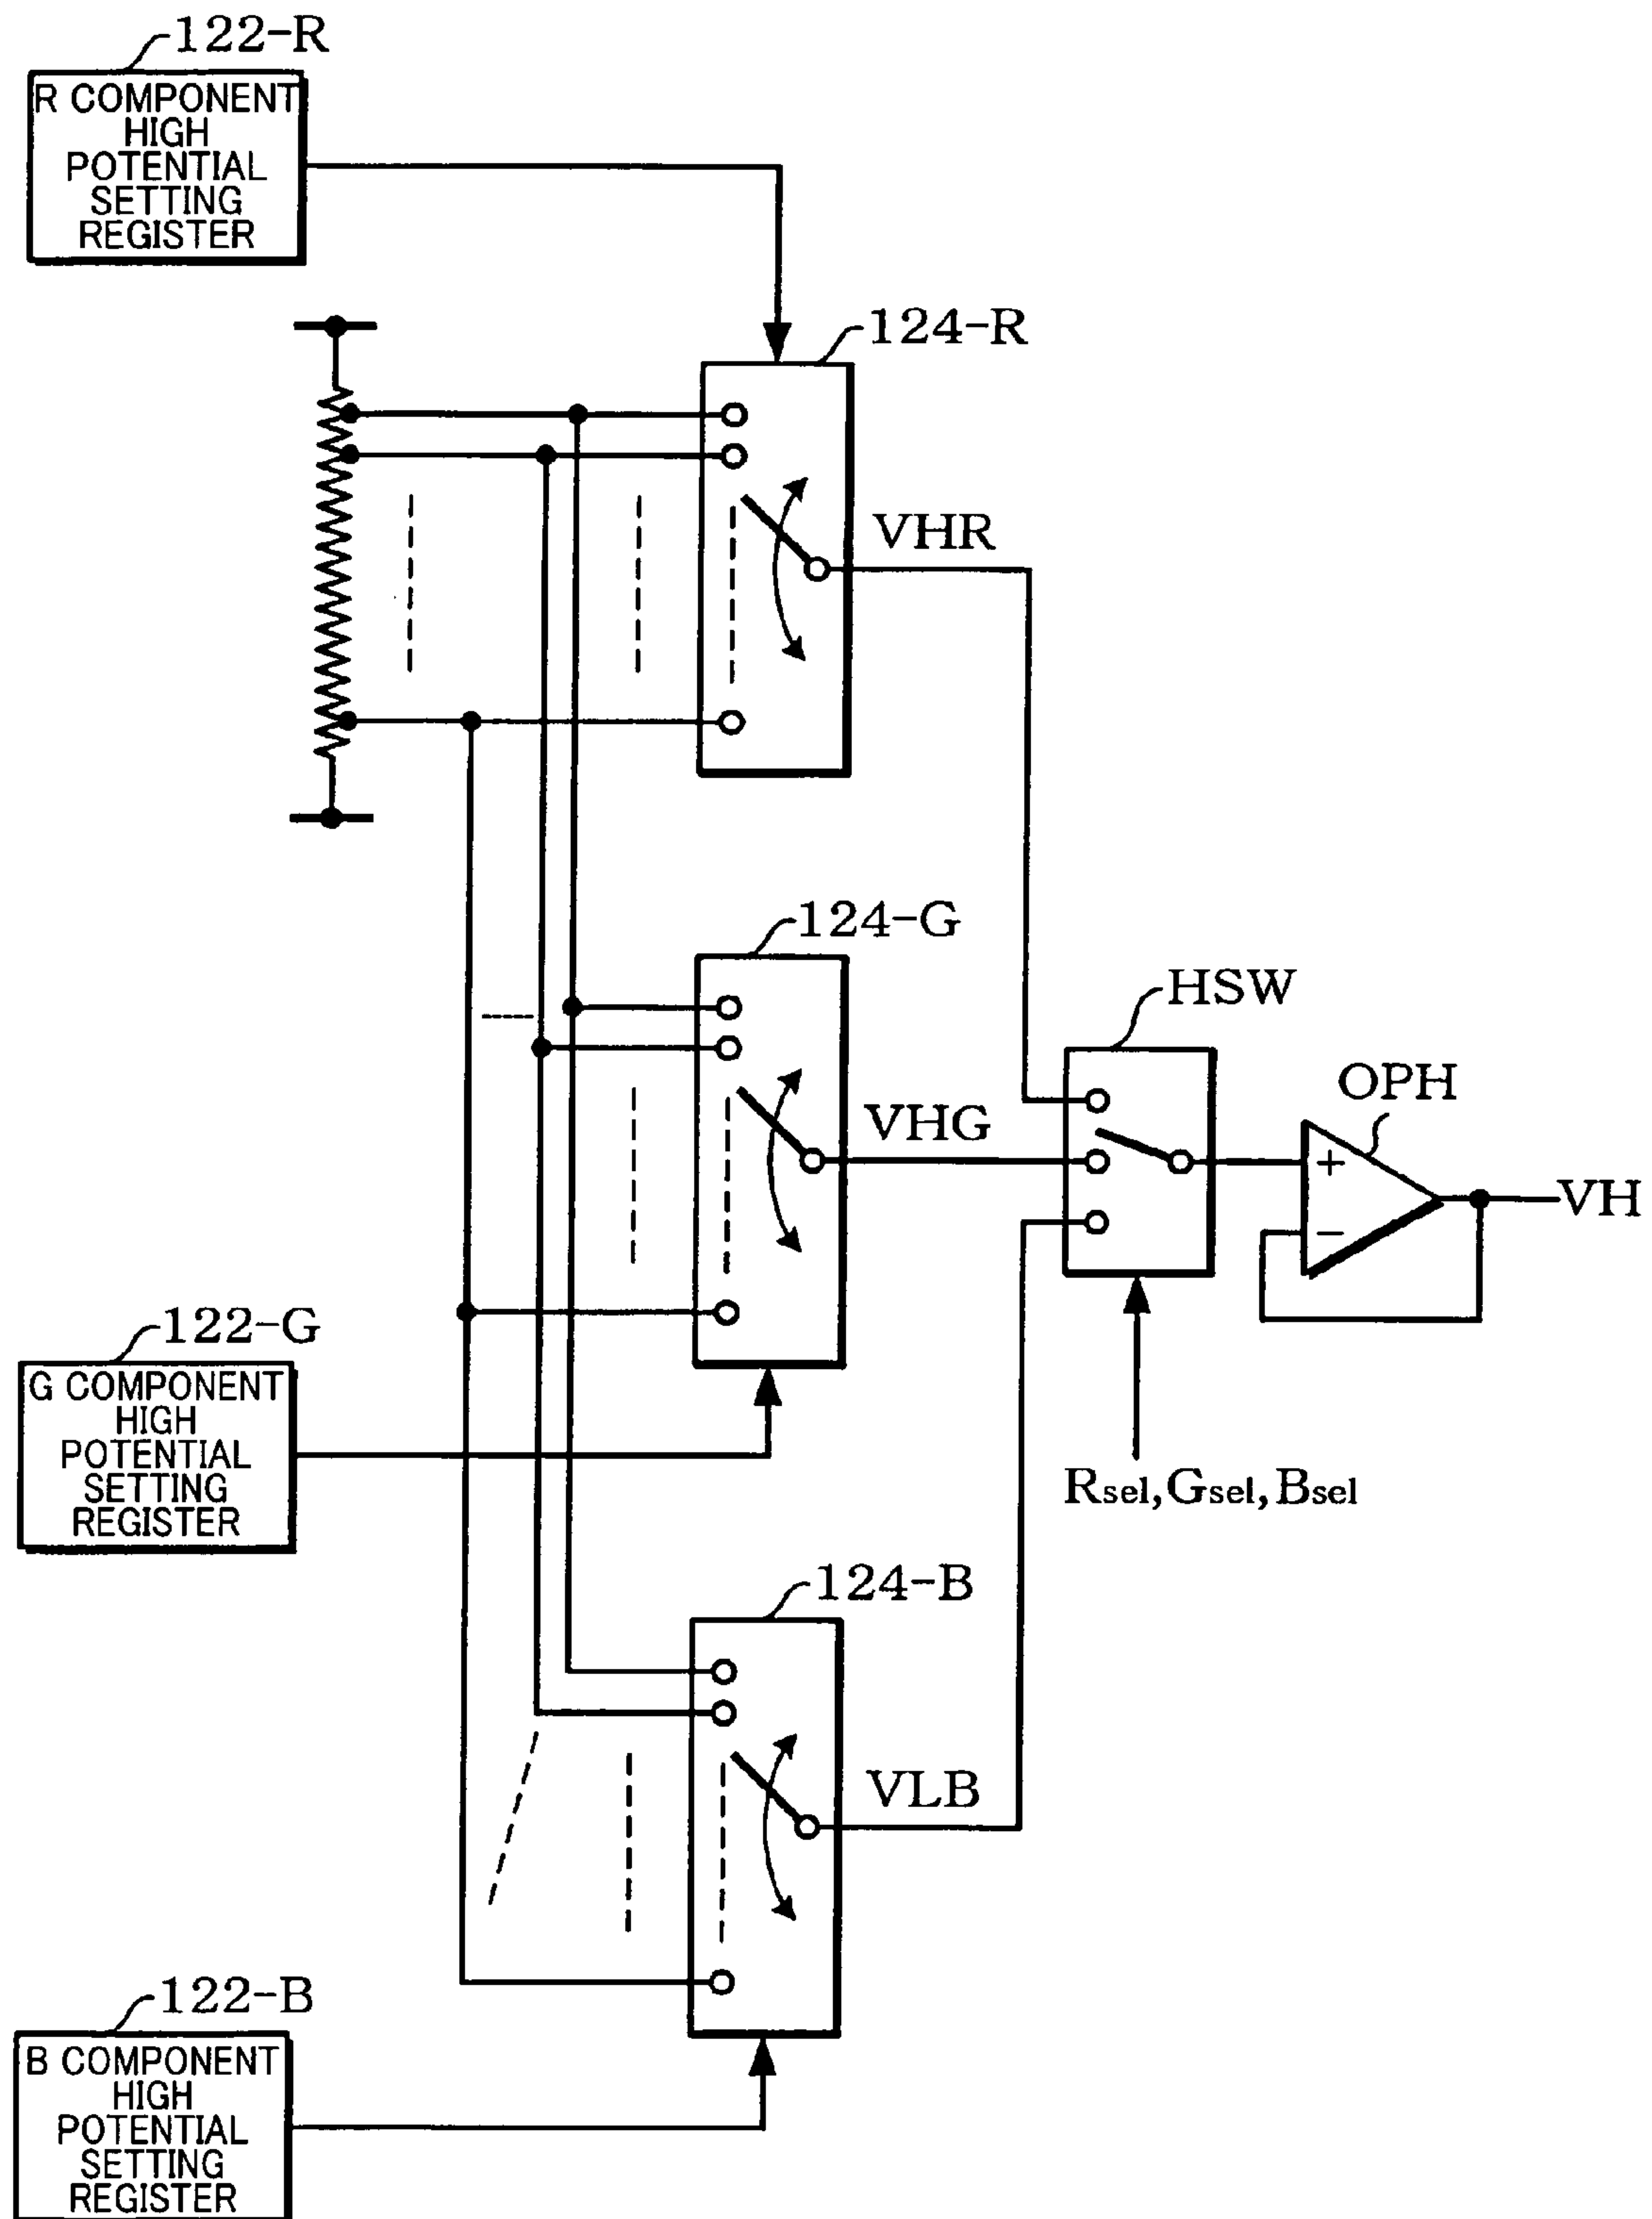 122-R
R COMPONENT
HIGH
POTENTIAL
SETTING
REGISTER
124-R
VHR
124-G
HSW
OPH
VHG
+
−
VH
122-G
G COMPONENT
HIGH
POTENTIAL
SETTING
REGISTER
Rsel,Gsel,Bsel
124-B
VLB
122-B
B COMPONENT
HIGH
POTENTIAL
SETTING
REGISTER